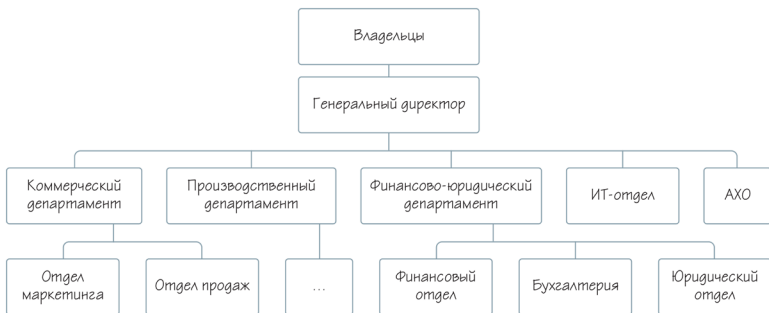 Владельцы
Генеральный директор
Коммерческий
департамент
Производственный
департамент
Финансово-юридический
департамент
ИТ-отдел
АХО
Отдел
маркетинга
Отдел продаж
...
Финансовый
отдел
Бухгалтерия
Юридический
отдел